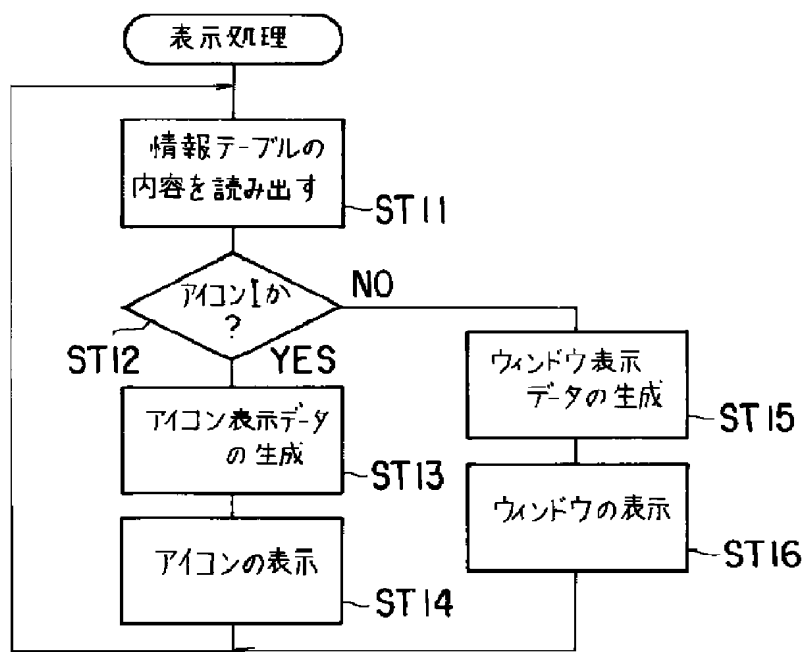 表示処理
情報テーブルの
内容を読み出す
ST11
アイコンIか
?
NO
ST12
YES
アイコン表示データ
の生成
ST13
アイコンの表示
ST14
ウィンドウ表示
データの生成
ST15
ウィンドウの表示
ST16